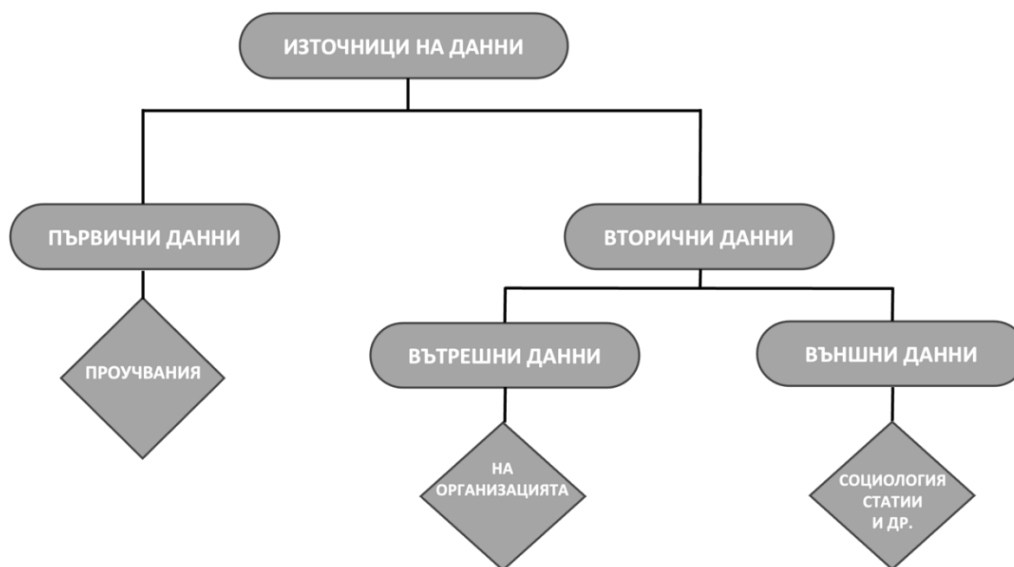 ИЗТОЧНИЦИ НА ДАННИ
ПЪРВИЧНИ ДАННИ
ВТОРИЧНИ ДАННИ
ВЪТРЕШНИ ДАННИ
ВЪНШНИ ДАННИ
ПРОУЧВАНИЯ
НА
ОРГАНИЗАЦИЯТА
СОЦИОЛОГИЯ
СТАТИИ
И ДР.